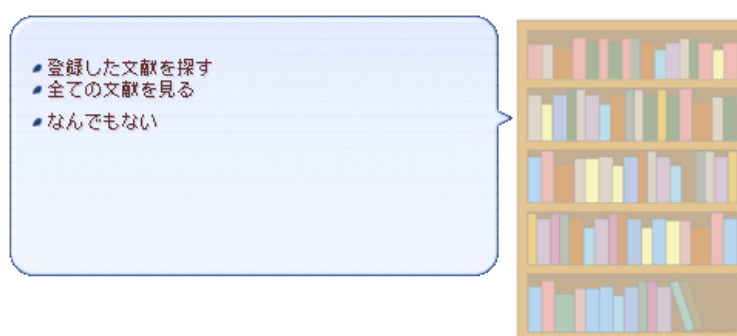 登録した文献を探す
全ての文献を見る
なんでもない